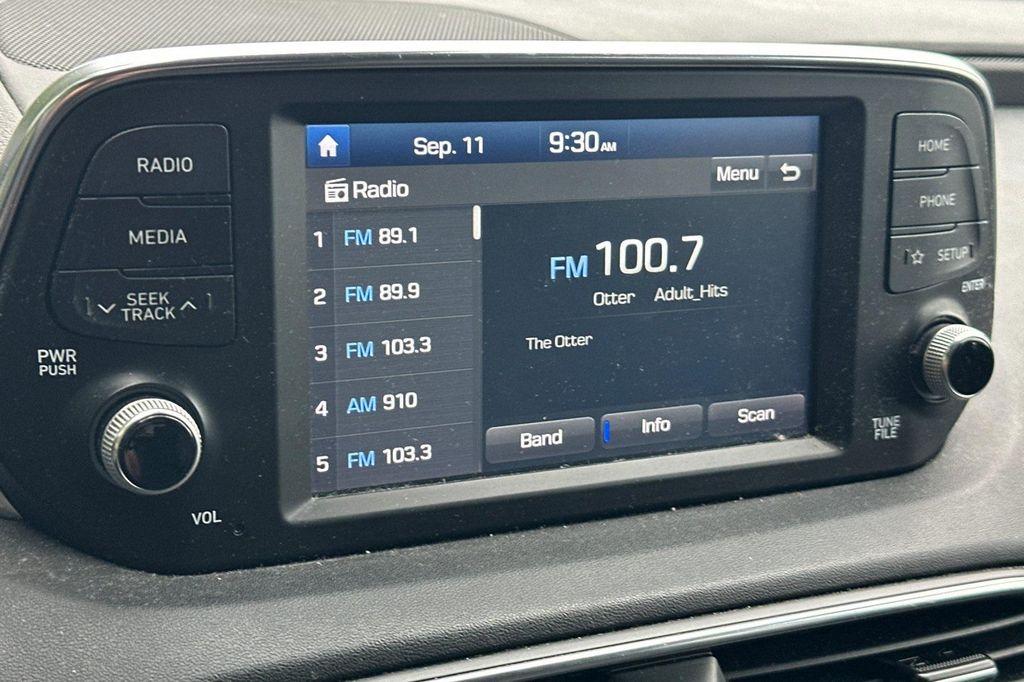 Sep. 11 9:30 AM
Radio
Menu
1 FM 89.1
2 FM 89.9
3 FM 103.3
4 AM 910
5 FM 103.3
FM 100.7
Otter Adult_Hits
The Otter
Band Info Scan
RADIO
MEDIA
SEEK
TRACK
PWR
PUSH
VOL
HOME
PHONE
SETUP
ENTER
TUNE
FILE